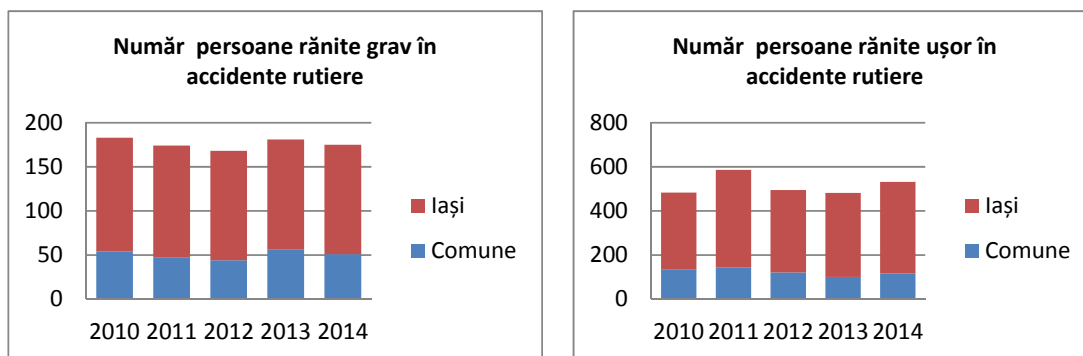 Număr persoane rănite grav în
accidente rutiere
200
150
100
50
0
2010 2011 2012 2013 2014
Iași
Comune
Număr persoane rănite ușor în
accidente rutiere
800
600
400
200
0
2010 2011 2012 2013 2014
Iași
Comune